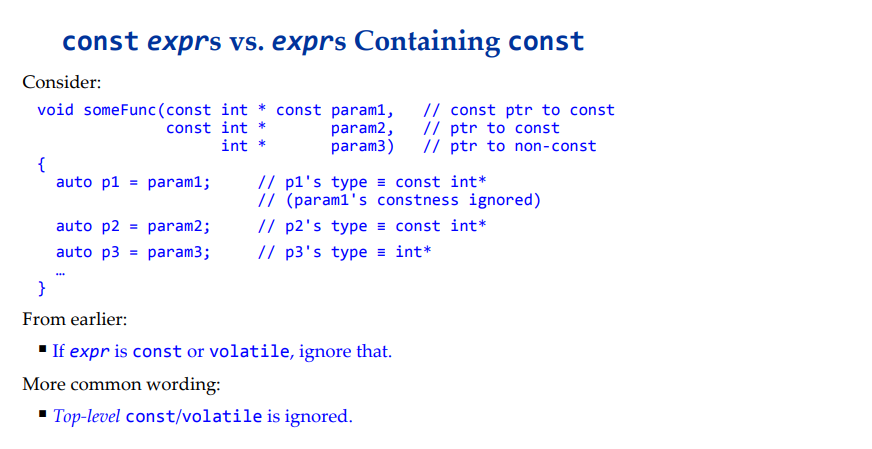 const exprs vs. exprs Containing const
Consider:
void someFunc(const int * const param1,   // const ptr to const
              const int *       param2,   // ptr to const
                    int *       param3)   // ptr to non-const
{
  auto p1 = param1;     // p1's type ≡ const int*
                        // (param1's constness ignored)
  auto p2 = param2;     // p2's type ≡ const int*
  auto p3 = param3;     // p3's type ≡ int*
  …
}
From earlier:
▪ If expr is const or volatile, ignore that.
More common wording:
▪ Top-level const/volatile is ignored.